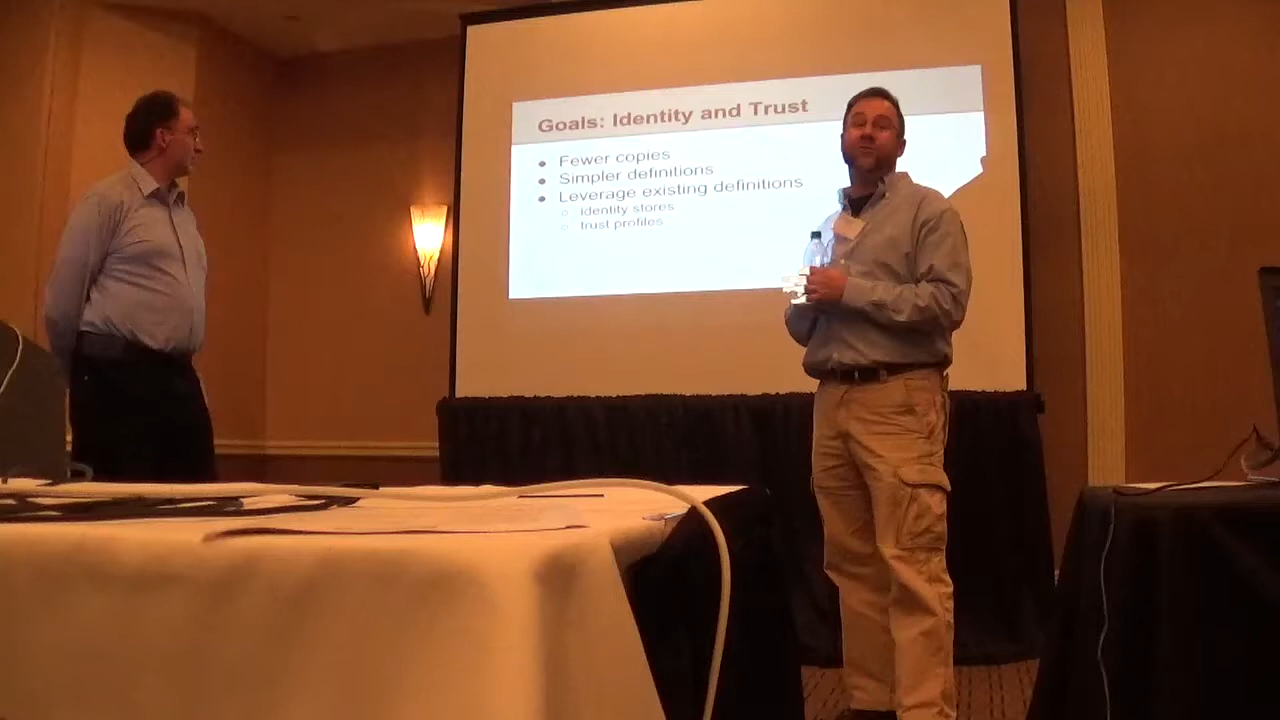 Goals: Identity and Trust
● Fewer copies
● Simpler definitions
● Leverage existing definitions
○ identity stores
○ trust profiles